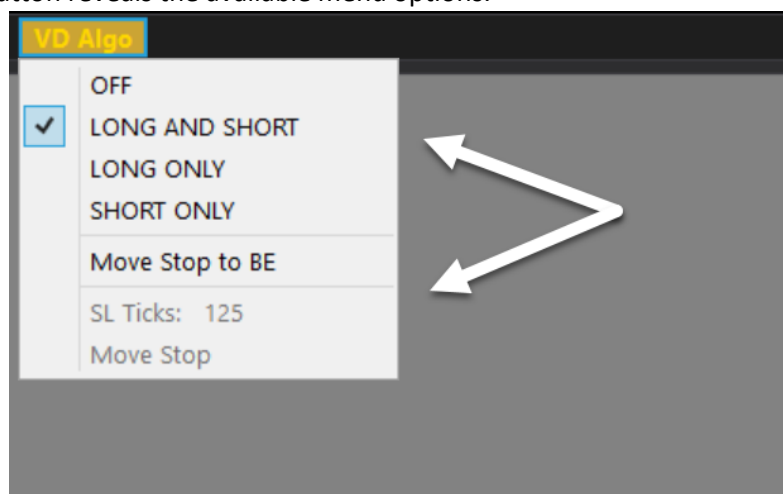 utton reveals the available menu options.
VD Algo
OFF
LONG AND SHORT
LONG ONLY
SHORT ONLY
Move Stop to BE
SL Ticks: 125
Move Stop